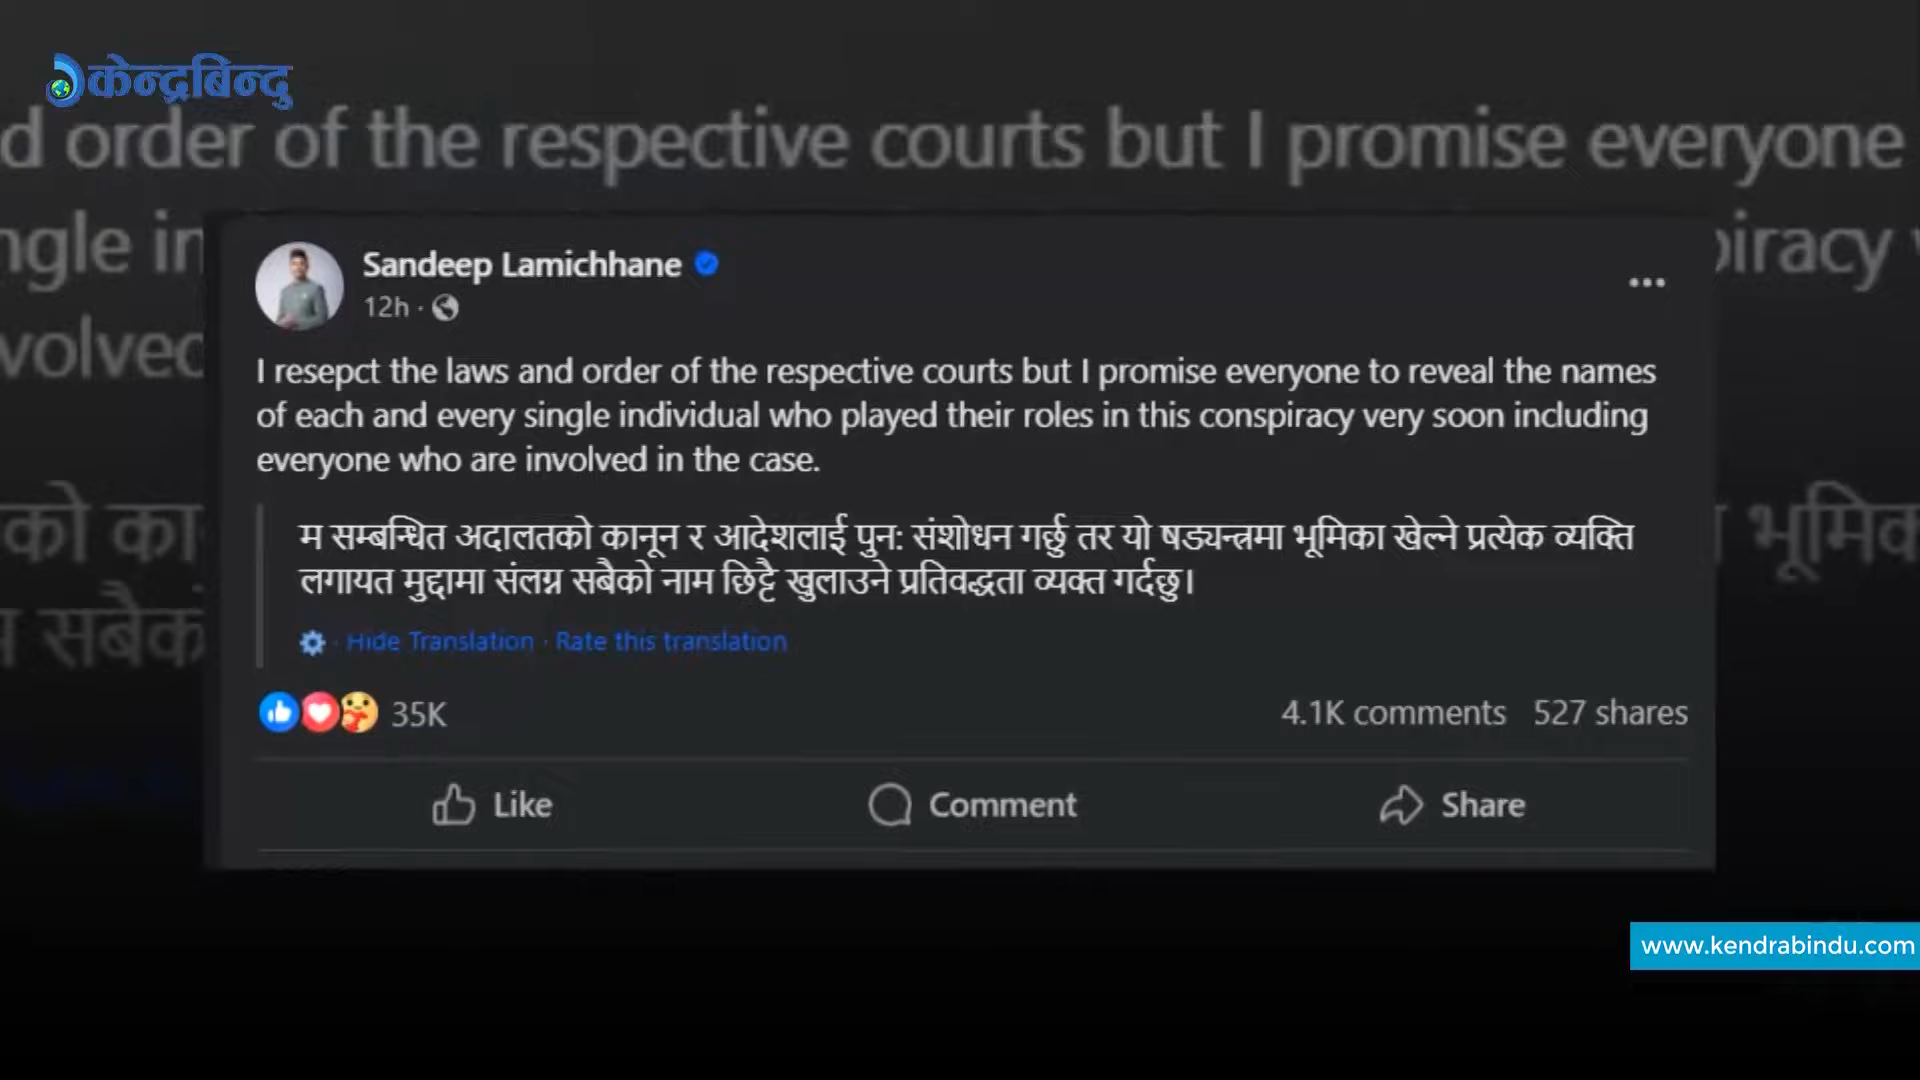 केन्द्रबिन्दु
d order of the respective courts but I promise everyone
Sandeep Lamichhane
12h ·
I resepct the laws and order of the respective courts but I promise everyone to reveal the names
of each and every single individual who played their roles in this conspiracy very soon including
everyone who are involved in the case.
म सम्बन्धित अदालतको कानून र आदेशलाई पुन: संशोधन गर्छु तर यो षड्यन्त्रमा भूमिका खेल्ने प्रत्येक व्यक्ति
लगायत मुद्दामा संलग्न सबैको नाम छिट्टै खुलाउने प्रतिवद्धता व्यक्त गर्दछु।
· Hide Translation · Rate this translation
35K 4.1K comments 527 shares
Like Comment Share
www.kendrabindu.com